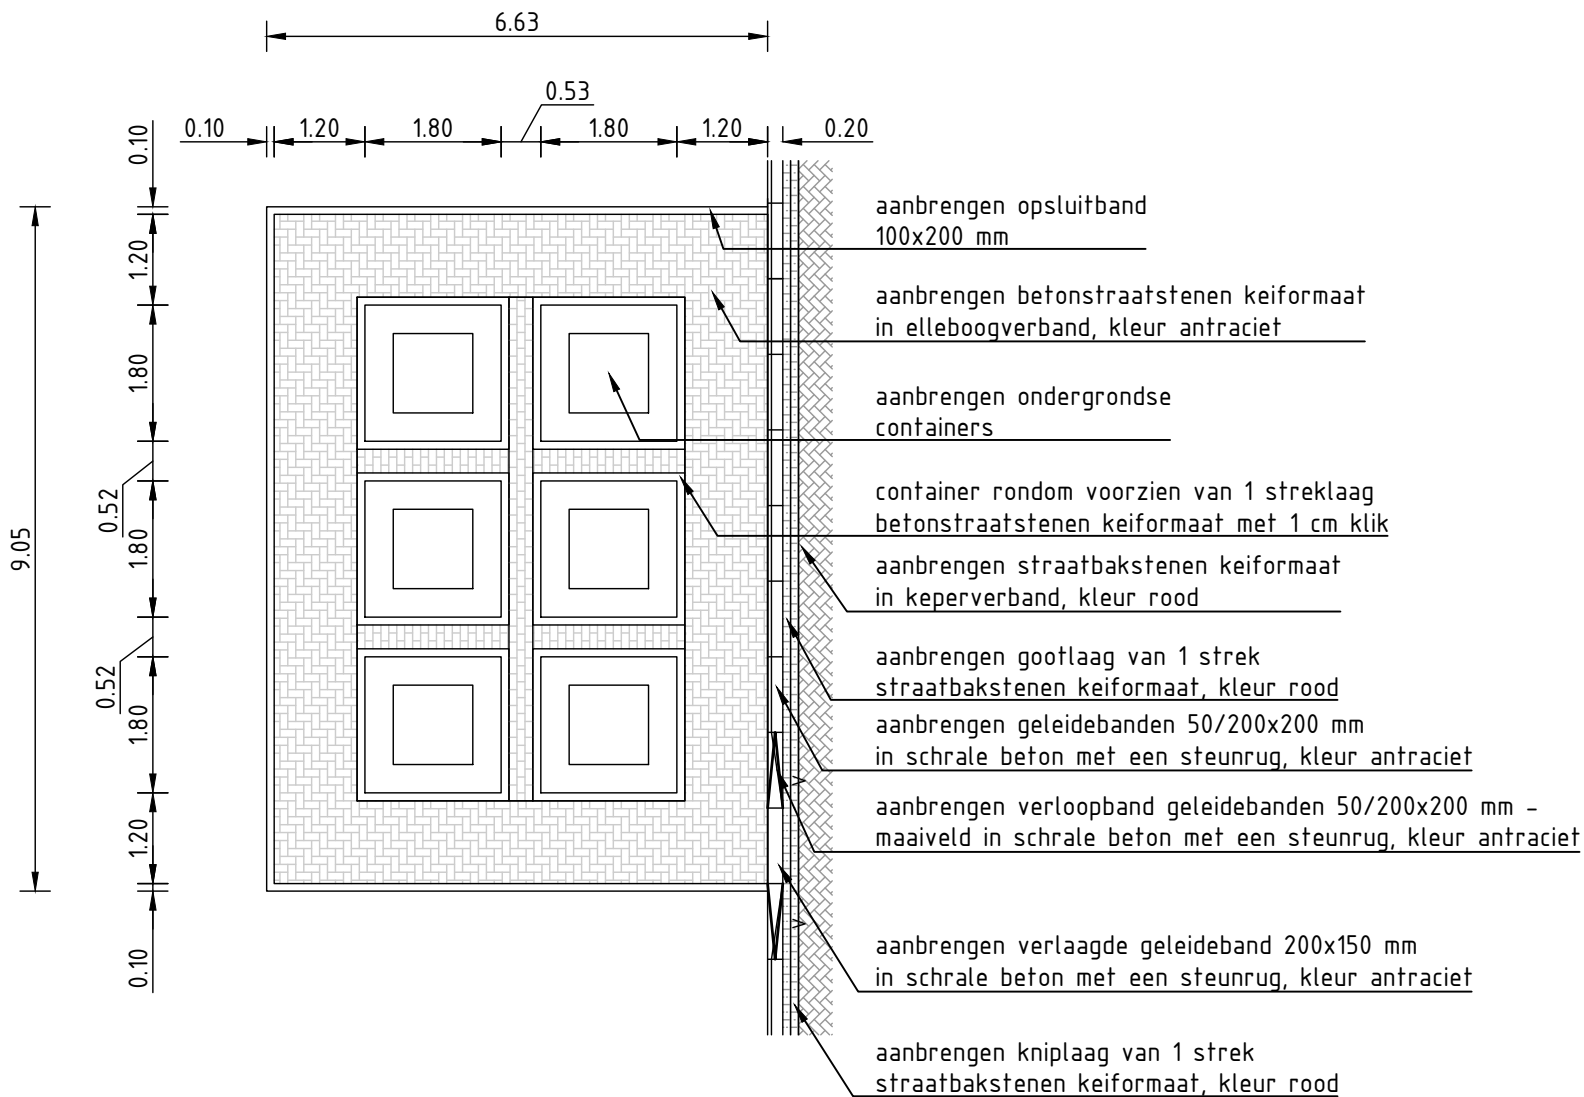 6.63
0.53
0.10
1.20
1.80
1.80
1.20
0.20
0.10
1.20
1.80
0.52
1.80
0.52
1.80
1.20
0.10
9.05
aanbrengen opsluitband
100x200 mm
aanbrengen betonstraatstenen keiformaat
in elleboogverband, kleur antraciet
aanbrengen ondergrondse
containers
container rondom voorzien van 1 streklaag
betonstraatstenen keiformaat met 1 cm klik
aanbrengen straatbakstenen keiformaat
in keperverband, kleur rood
aanbrengen gootlaag van 1 strek
straatbakstenen keiformaat, kleur rood
aanbrengen geleidebanden 50/200x200 mm
in schrale beton met een steunrug, kleur antraciet
aanbrengen verloopband geleidebanden 50/200x200 mm -
maaiveld in schrale beton met een steunrug, kleur antraciet
aanbrengen verlaagde geleideband 200x150 mm
in schrale beton met een steunrug, kleur antraciet
aanbrengen kniplaag van 1 strek
straatbakstenen keiformaat, kleur rood